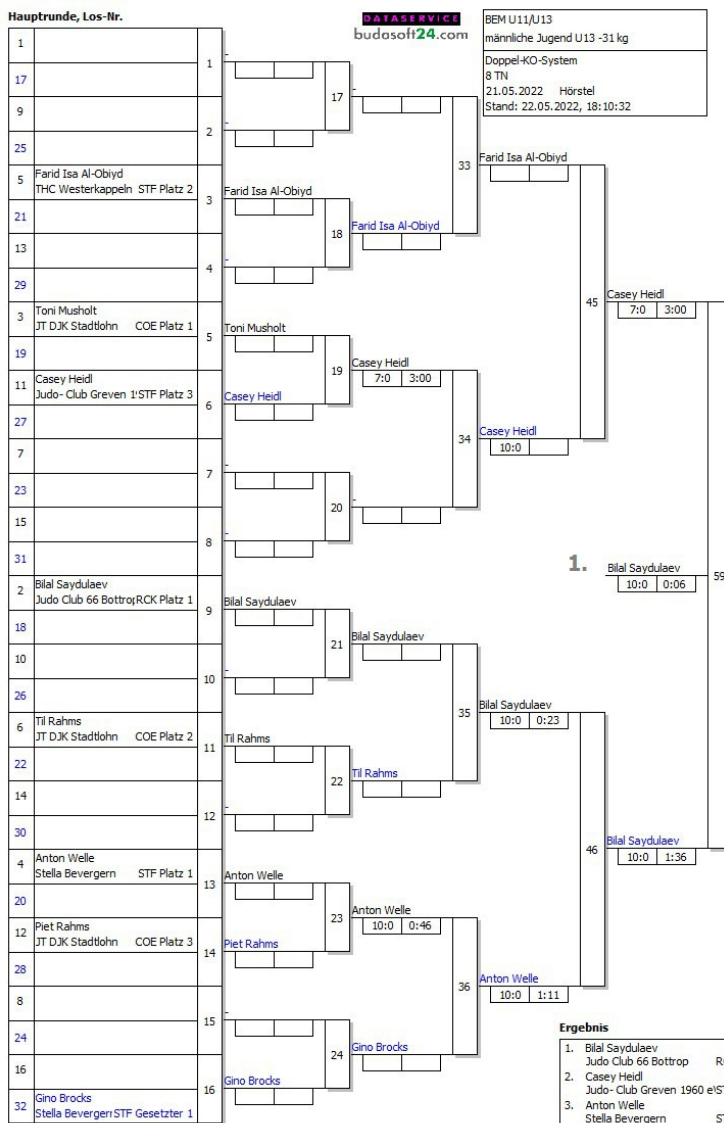 Hauptrunde, Los-Nr.
DATASERVICE
budasoft24.com
BEM U11/U13
männliche Jugend U13 -31 kg
Doppel-KO-System
8 TN
21.05.2022 Hörstel
Stand: 22.05.2022, 18:10:32
1
17
1
9
25
2
17
5 Farid Isa Al-Obiyd
THC Westerkappeln STF Platz 2
21
3
Farid Isa Al-Obiyd
13
29
4
18
Farid Isa Al-Obiyd
33
Farid Isa Al-Obiyd
3 Toni Musholt
JT DJK Stadtlohn COE Platz 1
19
5
Toni Musholt
11 Casey Heidl
Judo- Club Greven 1'STF Platz 3
27
6
Casey Heidl
19
Casey Heidl
7:0 3:00
7
23
7
15
31
8
20
34
Casey Heidl
10:0
45
Casey Heidl
7:0 3:00
1.
Bilal Saydulaev
10:0 0:06
59
2 Bilal Saydulaev
Judo Club 66 Bottrop RCK Platz 1
18
9
Bilal Saydulaev
10
26
10
21
Bilal Saydulaev
6 Til Rahms
JT DJK Stadtlohn COE Platz 2
22
11
Til Rahms
14
30
12
22
Til Rahms
35
Bilal Saydulaev
10:0 0:23
4 Anton Welle
Stella Bevergern STF Platz 1
20
13
Anton Welle
12 Piet Rahms
JT DJK Stadtlohn COE Platz 3
28
14
Piet Rahms
23
Anton Welle
10:0 0:46
8
24
15
16
32 Gino Brocks
Stella Bevergern STF Gesetzter 1
16
Gino Brocks
24
Gino Brocks
36
Anton Welle
10:0 1:11
46
Bilal Saydulaev
10:0 1:36
Ergebnis
1. Bilal Saydulaev
Judo Club 66 Bottrop
2. Casey Heidl
Judo- Club Greven 1960 e'
3. Anton Welle
Stella Bevergern